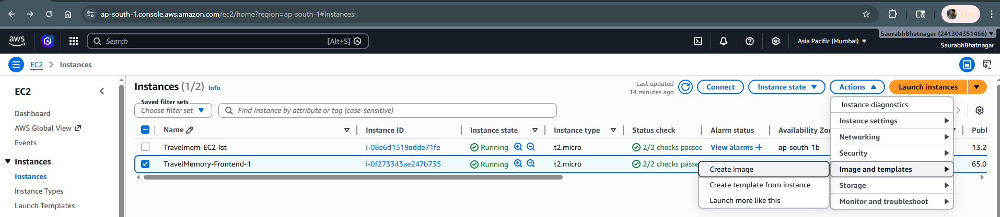 ap-south-1.console.aws.amazon.com/ec2/home?region=ap-south-1#Instances:
Error
aws
Search
[Alt+S]
Asia Pacific (Mumbai)
SaurabhBhatnagar (241304351456)
SaurabhBhatnagar
EC2
Instances
EC2
Dashboard
AWS Global View
Events
Instances
Instances
Instance Types
Launch Templates
Instances (1/2) Info
Last updated
14 minutes ago
Connect
Instance state
Actions
Launch instances
Saved filter sets
Choose filter set
Find Instance by attribute or tag (case-sensitive)
Name Instance ID Instance state Instance type Status check Alarm status Availability Zon Publ
Travelmem-EC2-Ist i-08e6d1519adde71fe Running t2.micro 2/2 checks passec View alarms ap-south-1b 13.20
TravelMemory-Frontend-1 i-0f273343ae247b735 Running t2.micro 2/2 checks passe 65.0
Instance diagnostics
Instance settings
Networking
Security
Image and templates
Storage
Monitor and troubleshoot
Create image
Create template from instance
Launch more like this